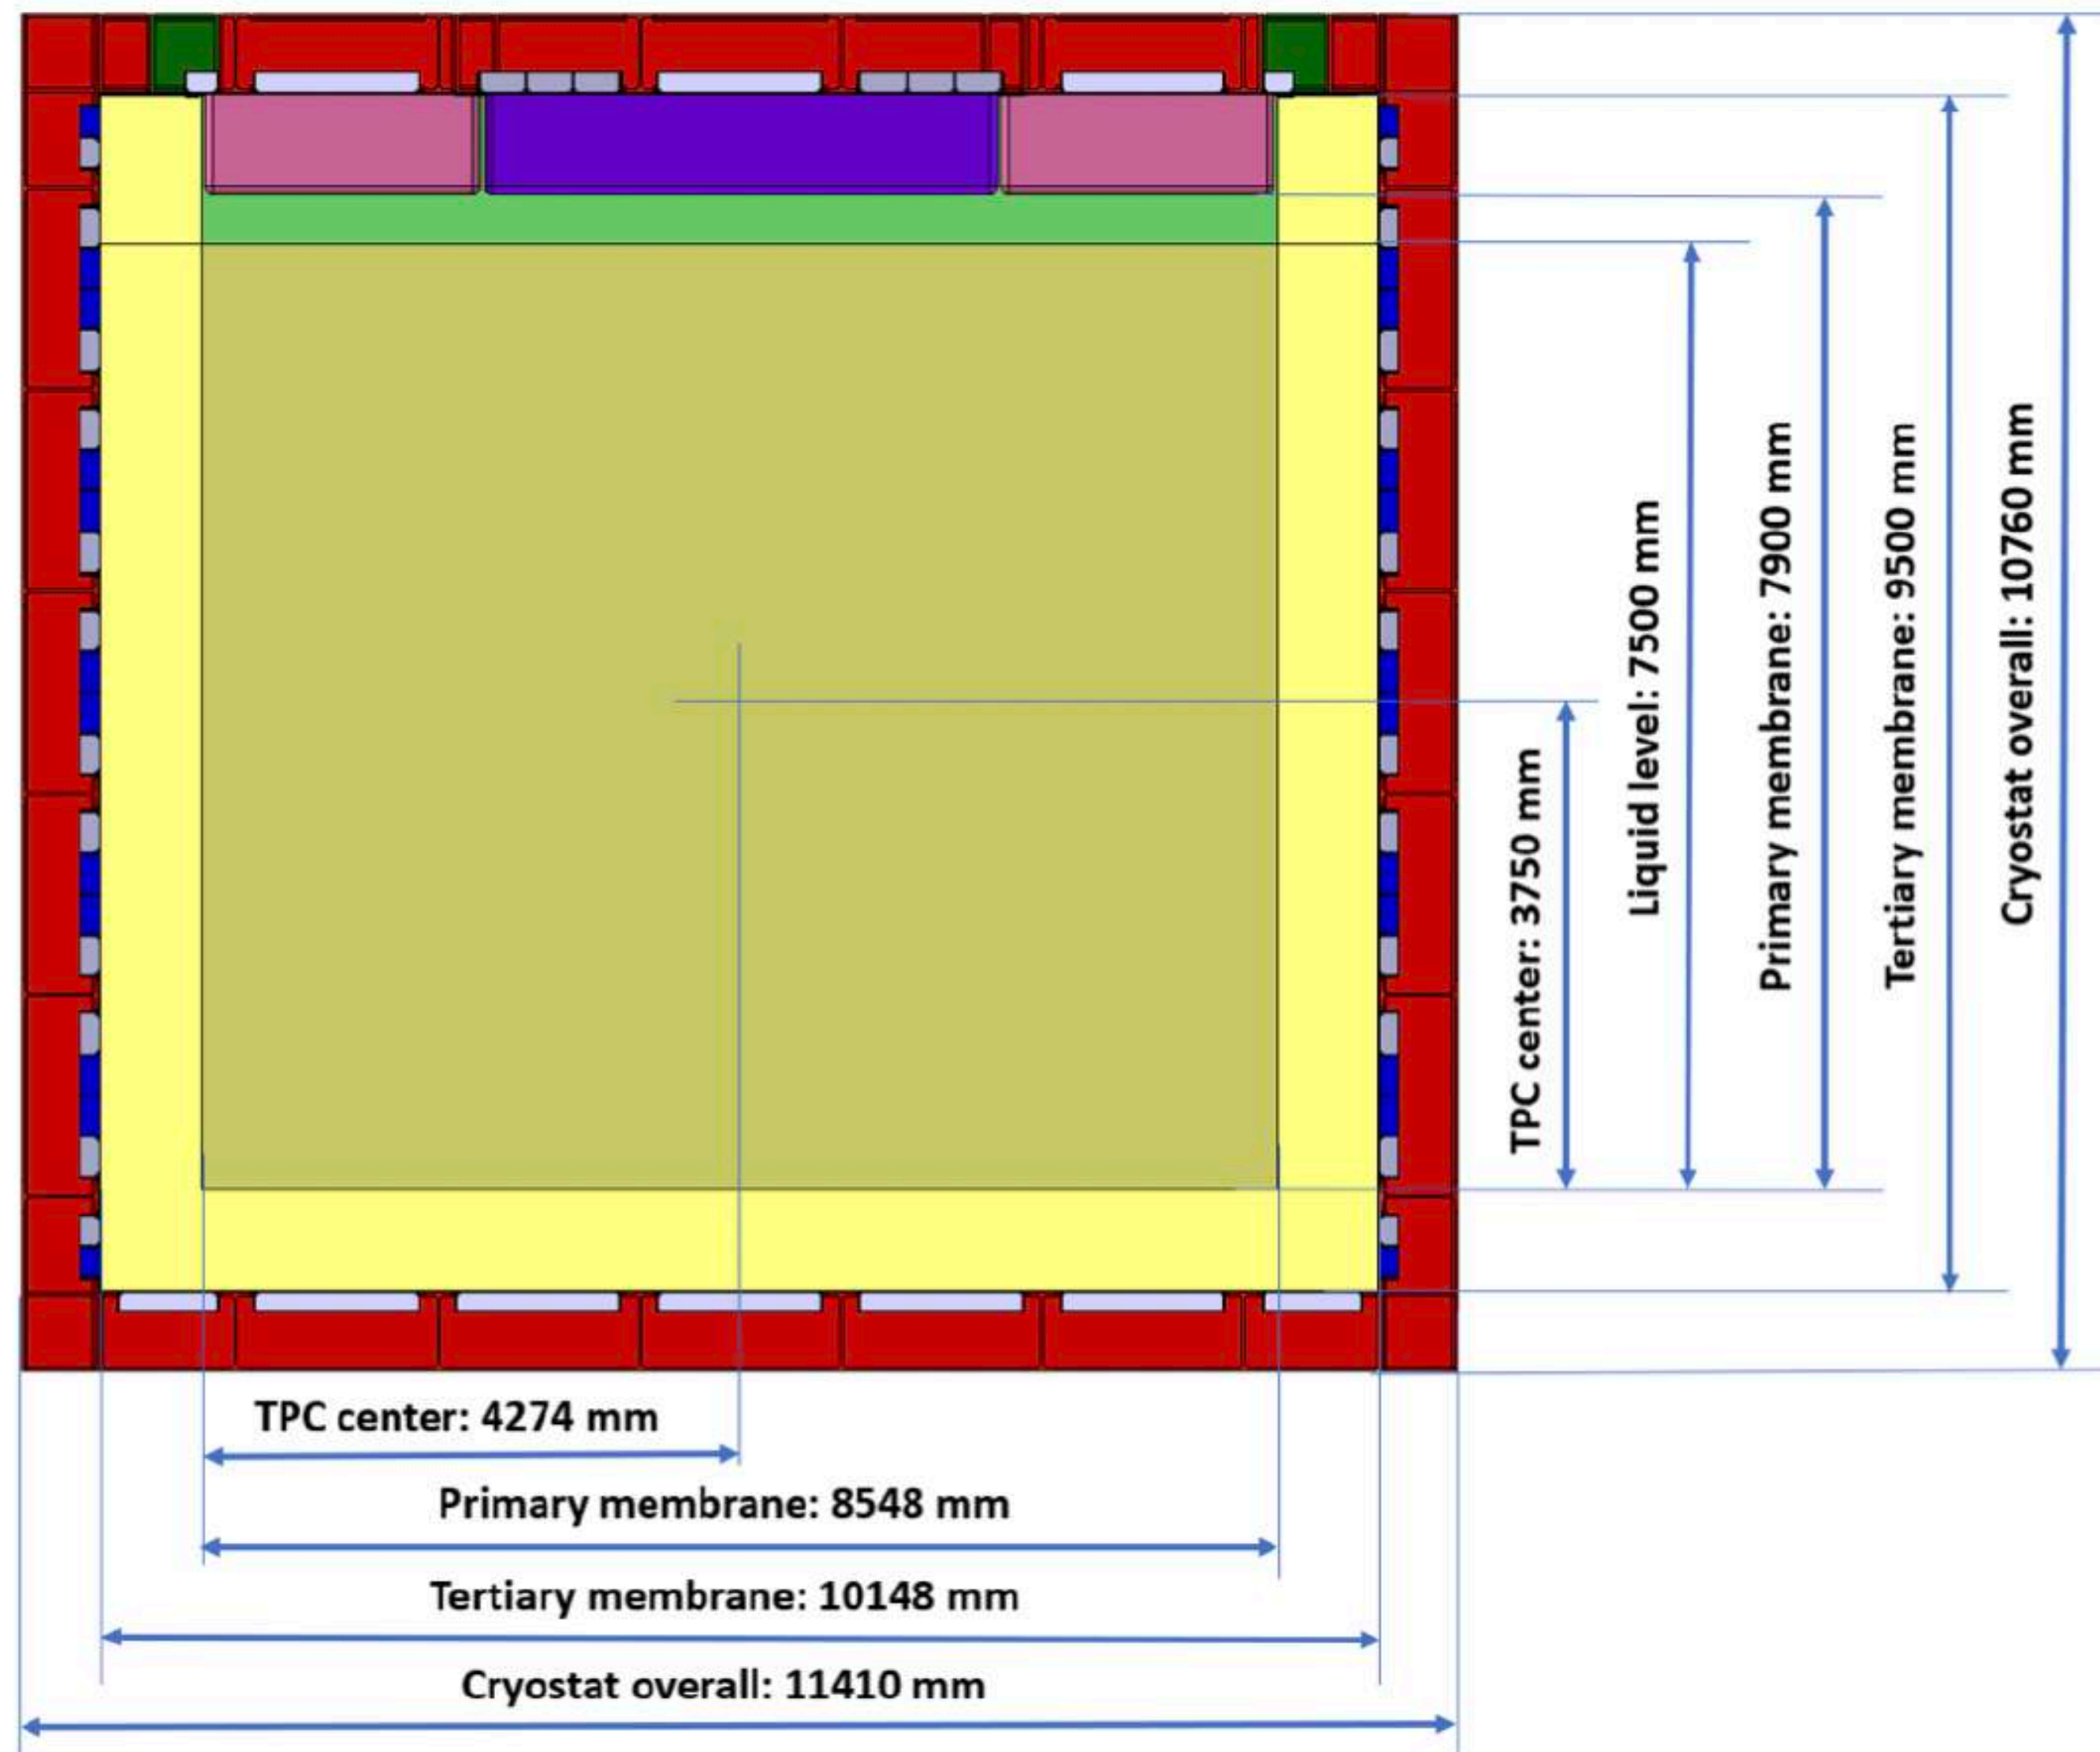 TPC center: 3750 mm
Liquid level: 7500 mm
Primary membrane: 7900 mm
Tertiary membrane: 9500 mm
Cryostat overall: 10760 mm
TPC center: 4274 mm
Primary membrane: 8548 mm
Tertiary membrane: 10148 mm
Cryostat overall: 11410 mm